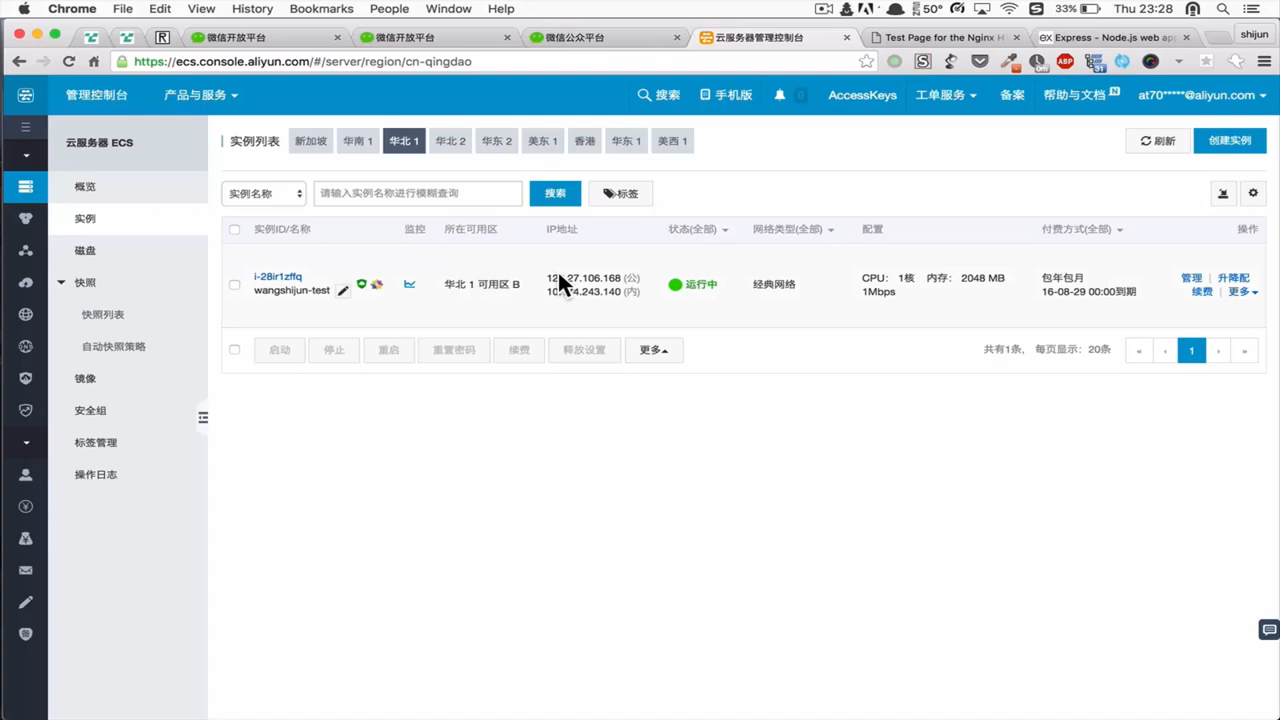 Chrome File Edit View History Bookmarks People Window Help 50° 33% Thu 23:28
微信开放平台 微信开放平台 微信公众平台 云服务器管理控制台 Test Page for the Nginx H Express - Node.js web app shijun
https://ecs.console.aliyun.com/#/server/region/cn-qingdao
管理控制台 产品与服务 搜索 手机版 0 AccessKeys 工单服务 备案 帮助与文档 N at70*****@aliyun.com
云服务器 ECS
概览
实例
磁盘
快照
快照列表
自动快照策略
镜像
安全组
标签管理
操作日志
实例列表 新加坡 华南 1 华北 1 华北 2 华东 2 美东 1 香港 华东 1 美西 1 刷新 创建实例
实例名称 请输入实例名称进行模糊查询 搜索 标签
实例ID/名称 监控 所在可用区 IP地址 状态(全部) 网络类型(全部) 配置 付费方式(全部) 操作
i-28ir1zffq
wangshijun-test
华北 1 可用区 B
27.106.168 (公)
74.243.140 (内)
运行中
经典网络
CPU: 1核 内存: 2048 MB
1Mbps
包年包月
16-08-29 00:00到期
管理 升降配
续费 更多
启动 停止 重启 重置密码 续费 释放设置 更多 共有1条, 每页显示: 20条 « ‹ 1 › »